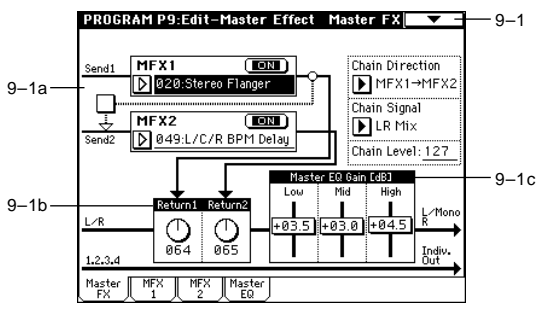 PROGRAM P9:Edit-Master Effect Master FX
9–1
Send1
MFX1
ON
020:Stereo Flanger
9–1a
Send2
MFX2
ON
049:L/C/R BPM Delay
Chain Direction
MFX1→MFX2
Chain Signal
LR Mix
Chain Level: 127
Master EQ Gain [dB]
Low Mid High
9–1c
9–1b
Return1 Return2
L/R
064 065
+03.5 +03.0 +04.5
L/Mono
R
1.2.3.4
Indiv.
Out
Master FX
MFX 1
MFX 2
Master EQ